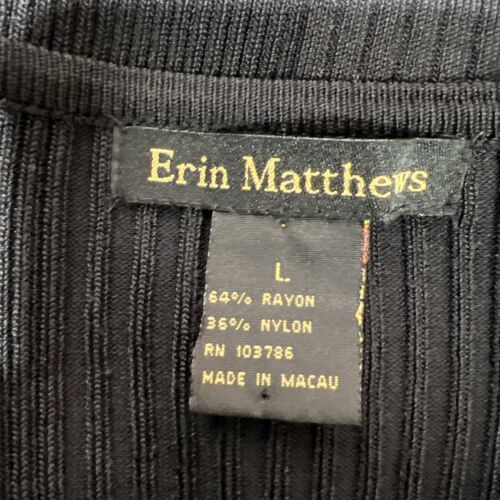 Erin Matthews
L
64% RAYON
36% NYLON
RN 103786
MADE IN MACAU